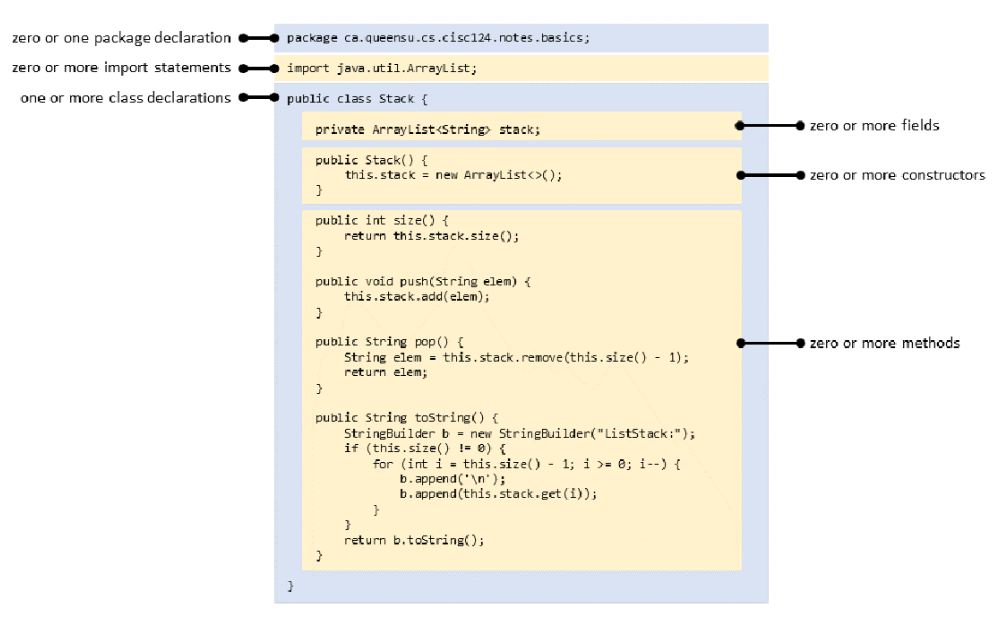 zero or one package declaration
package ca.queensu.cs.cisc124.notes.basics;
zero or more import statements
import java.util.ArrayList;
one or more class declarations
public class Stack {
private ArrayList<String> stack;
zero or more fields
public Stack() {
this.stack = new ArrayList<>();
}
zero or more constructors
public int size() {
return this.stack.size();
}
public void push(String elem) {
this.stack.add(elem);
}
public String pop() {
String elem = this.stack.remove(this.size() - 1);
return elem;
}
zero or more methods
public String toString() {
StringBuilder b = new StringBuilder("ListStack:");
if (this.size() != 0) {
for (int i = this.size() - 1; i >= 0; i--) {
b.append('\n');
b.append(this.stack.get(i));
}
}
return b.toString();
}
}